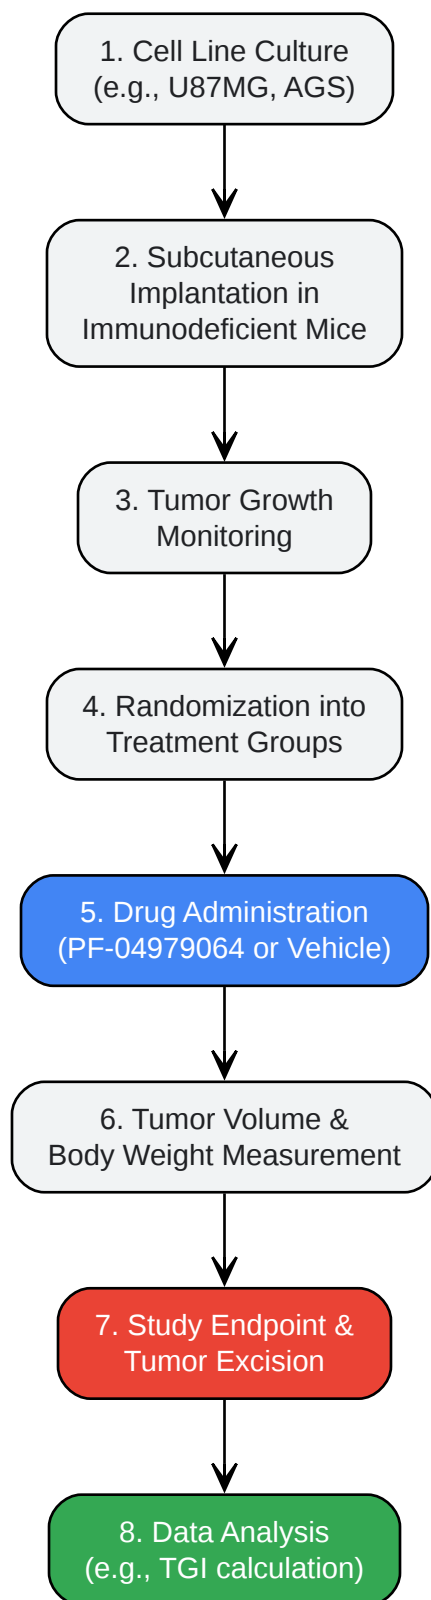 1. Cell Line Culture
(e.g., U87MG, AGS)
2. Subcutaneous
Implantation in
Immunodeficient Mice
3. Tumor Growth
Monitoring
4. Randomization into
Treatment Groups
5. Drug Administration
(PF-04979064 or Vehicle)
6. Tumor Volume &
Body Weight Measurement
7. Study Endpoint &
Tumor Excision
8. Data Analysis
(e.g., TGI calculation)